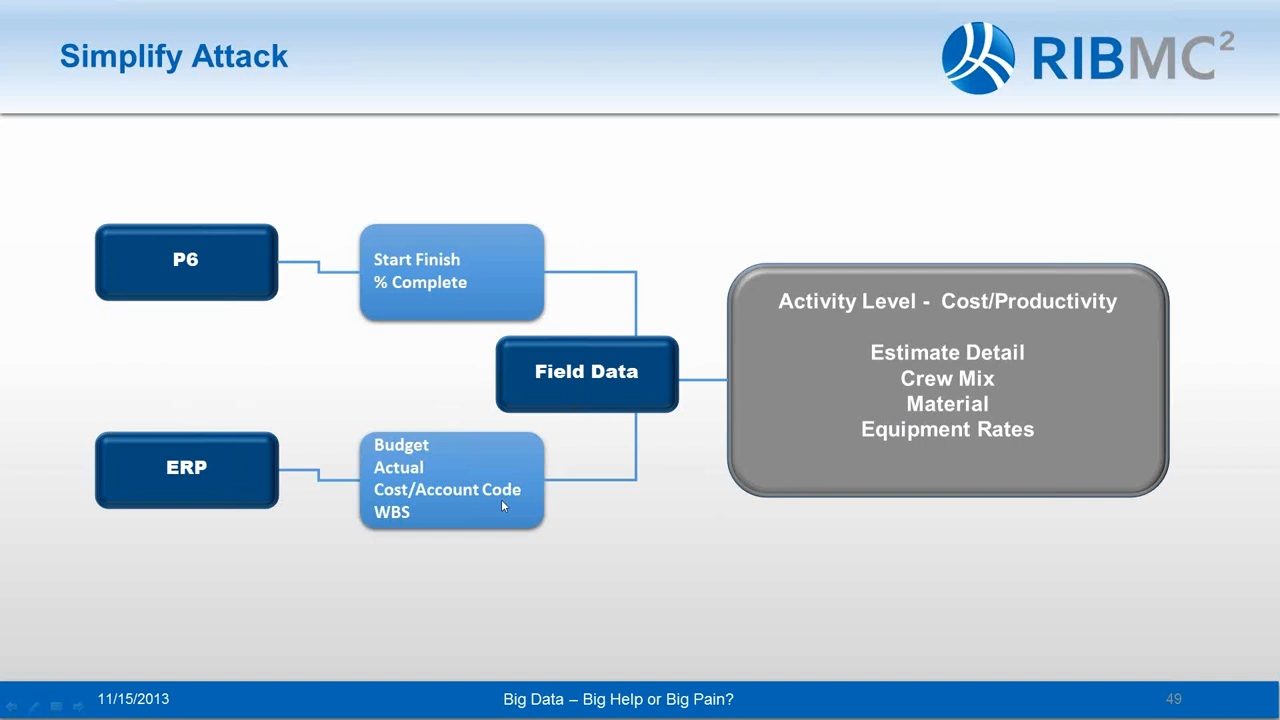 Simplify Attack
RIBMC²
P6
Start Finish
% Complete
Field Data
ERP
Budget
Actual
Cost/Account Code
WBS
Activity Level -  Cost/Productivity
Estimate Detail
Crew Mix
Material
Equipment Rates
11/15/2013
Big Data – Big Help or Big Pain?
49